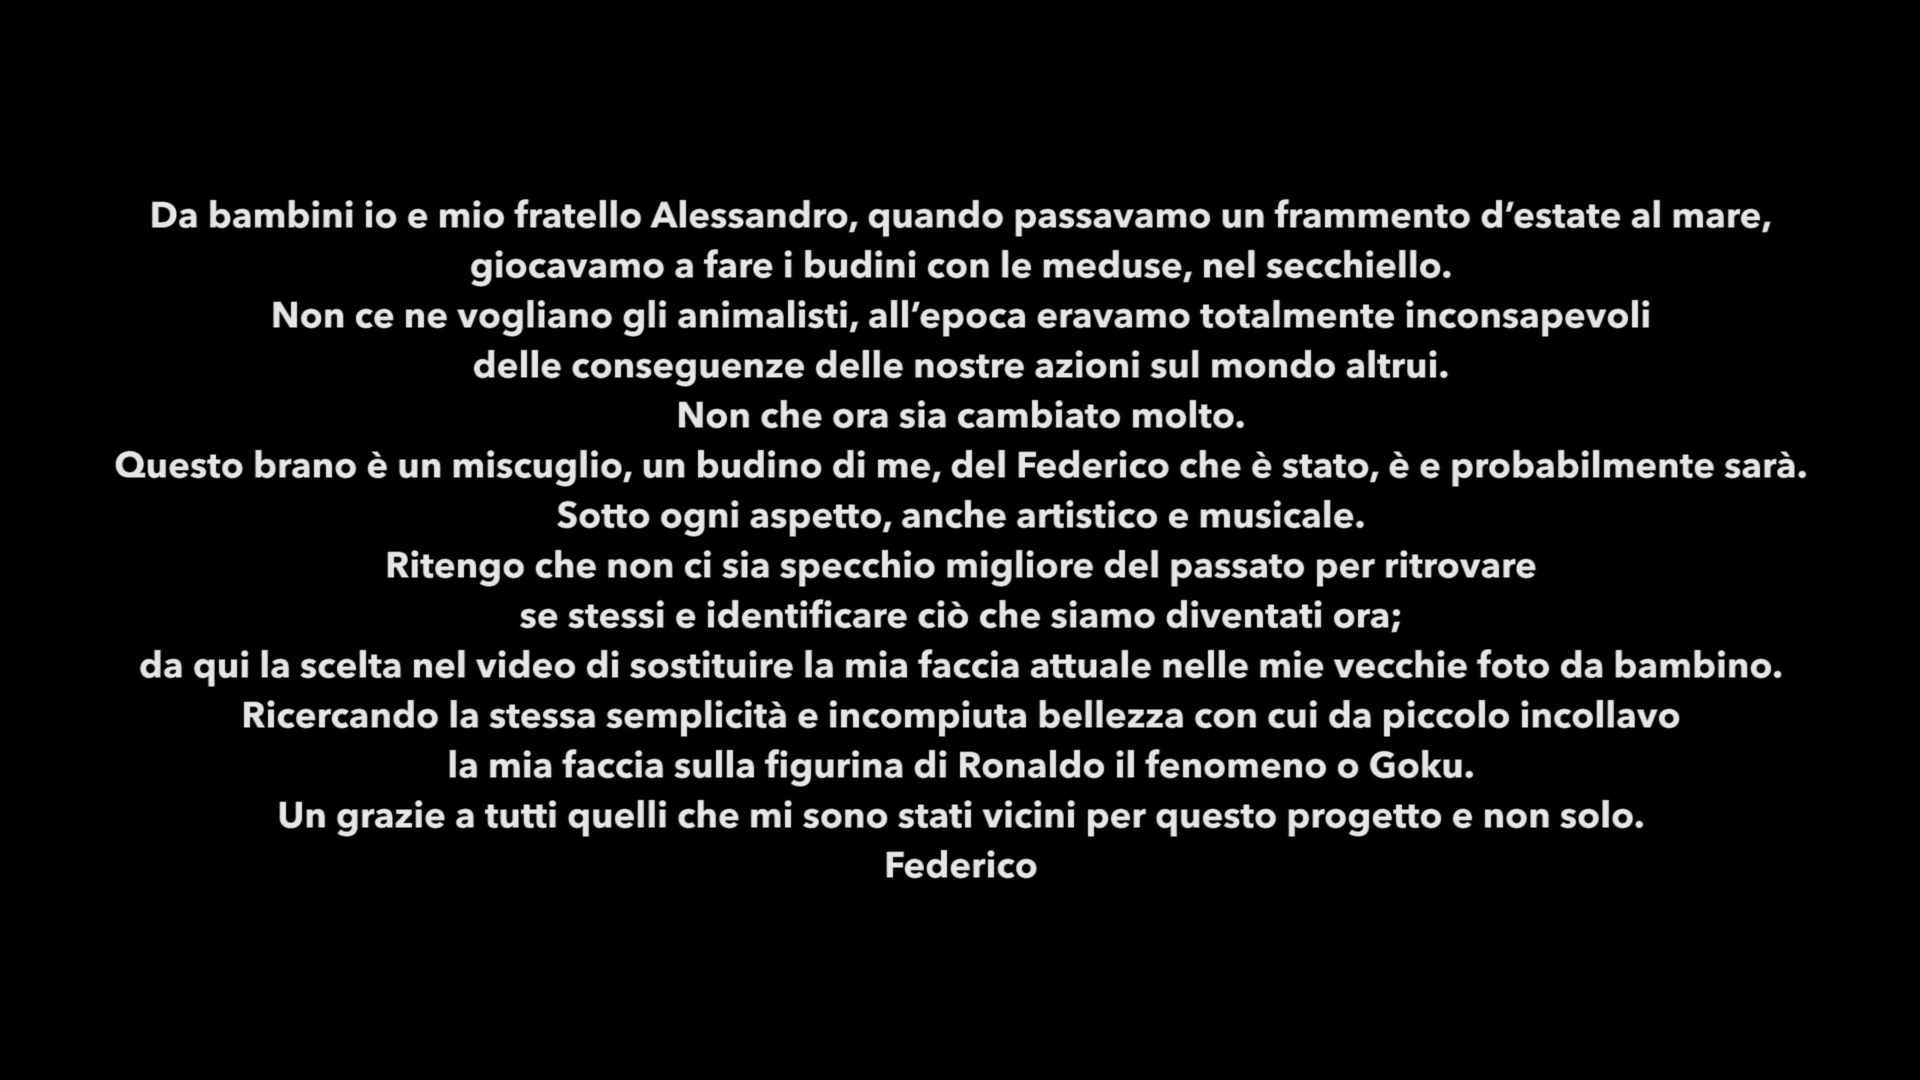 Da bambini io e mio fratello Alessandro, quando passavamo un frammento d’estate al mare,
giocavamo a fare i budini con le meduse, nel secchiello.
Non ce ne vogliano gli animalisti, all’epoca eravamo totalmente inconsapevoli
delle conseguenze delle nostre azioni sul mondo altrui.
Non che ora sia cambiato molto.
Questo brano è un miscuglio, un budino di me, del Federico che è stato, è e probabilmente sarà.
Sotto ogni aspetto, anche artistico e musicale.
Ritengo che non ci sia specchio migliore del passato per ritrovare
se stessi e identificare ciò che siamo diventati ora;
da qui la scelta nel video di sostituire la mia faccia attuale nelle mie vecchie foto da bambino.
Ricercando la stessa semplicità e incompiuta bellezza con cui da piccolo incollavo
la mia faccia sulla figurina di Ronaldo il fenomeno o Goku.
Un grazie a tutti quelli che mi sono stati vicini per questo progetto e non solo.
Federico